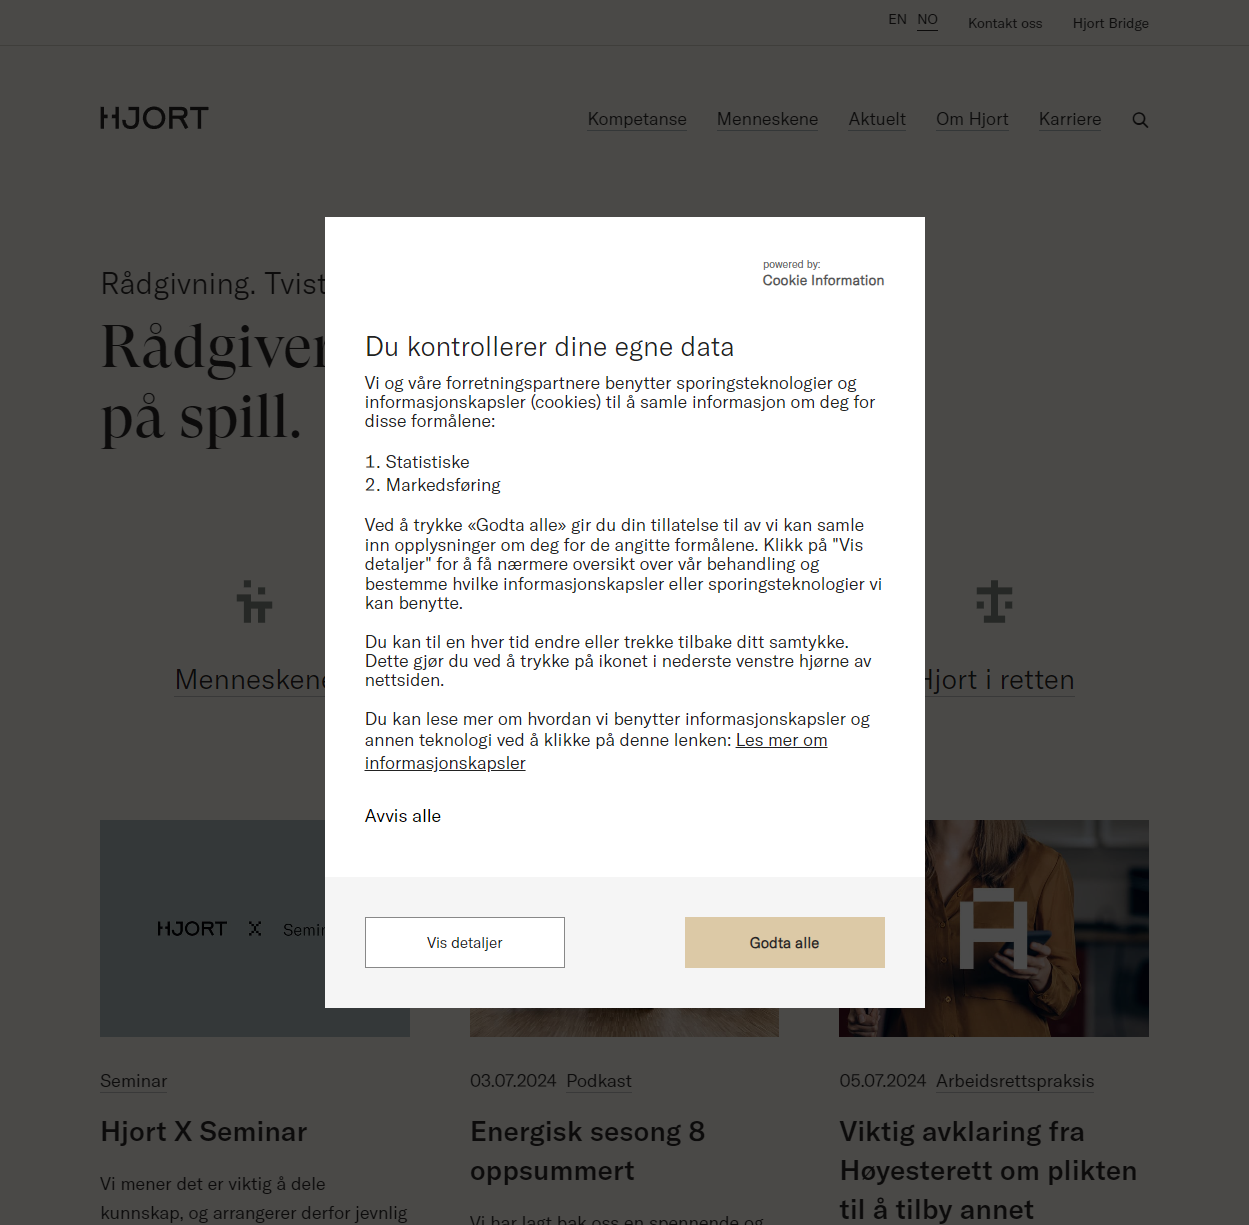 EN NO Kontakt oss Hjort Bridge
HJORT
Kompetanse Menneskene Aktuelt Om Hjort Karriere
Rådgivning. Tvist
Rådgiver
på spill.
powered by:
Cookie Information
Du kontrollerer dine egne data
Vi og våre forretningspartnere benytter sporingsteknologier og
informasjonskapsler (cookies) til å samle informasjon om deg for
disse formålene:
1. Statistiske
2. Markedsføring
Ved å trykke «Godta alle» gir du din tillatelse til av vi kan samle
inn opplysninger om deg for de angitte formålene. Klikk på "Vis
detaljer" for å få nærmere oversikt over vår behandling og
bestemme hvilke informasjonskapsler eller sporingsteknologier vi
kan benytte.
Du kan til en hver tid endre eller trekke tilbake ditt samtykke.
Dette gjør du ved å trykke på ikonet i nederste venstre hjørne av
nettsiden.
Du kan lese mer om hvordan vi benytter informasjonskapsler og
annen teknologi ved å klikke på denne lenken: Les mer om
informasjonskapsler
Avvis alle
Vis detaljer
Godta alle
Menneskene
Hjort i retten
HJORT X Semin
Seminar
Hjort X Seminar
Vi mener det er viktig å dele
kunnskap, og arrangerer derfor jevnlig
03.07.2024 Podkast
Energisk sesong 8
oppsummert
Vi har lagt bak oss en spennende og
05.07.2024 Arbeidsrettspraksis
Viktig avklaring fra
Høyesterett om plikten
til å tilby annet